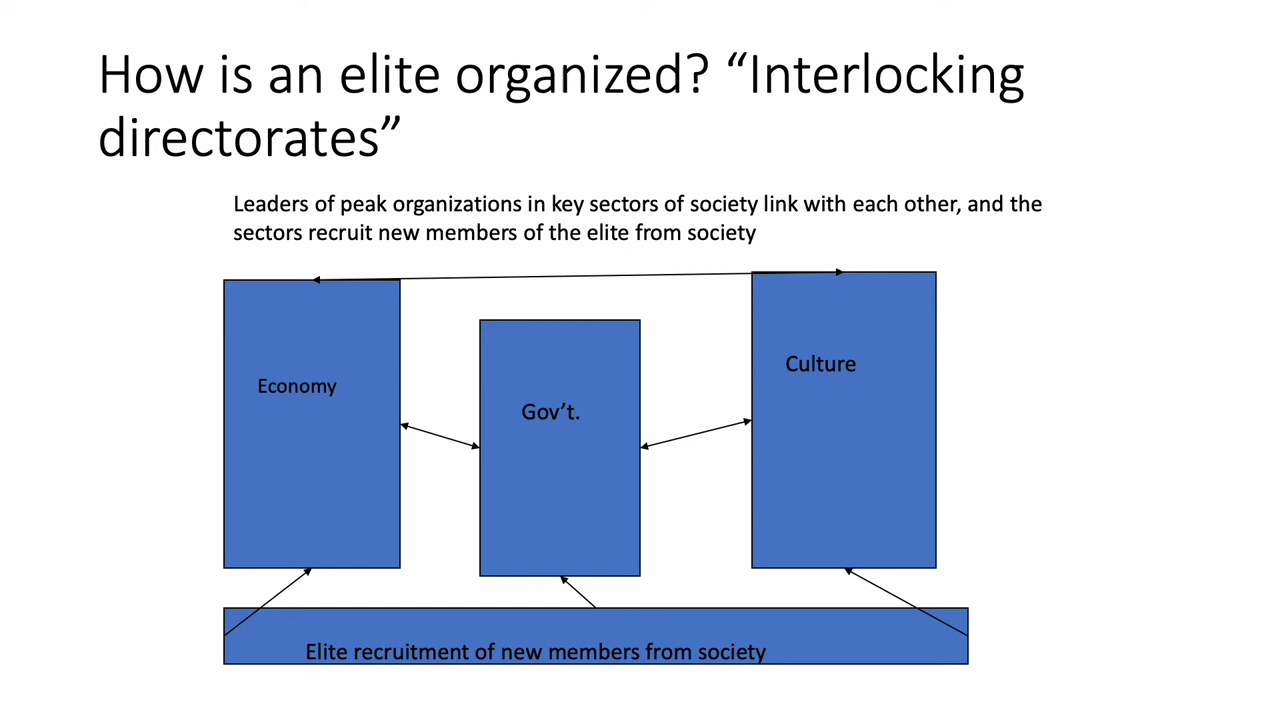 How is an elite organized? “Interlocking
directorates”
Leaders of peak organizations in key sectors of society link with each other, and the
sectors recruit new members of the elite from society
Economy
Gov’t.
Culture
Elite recruitment of new members from society